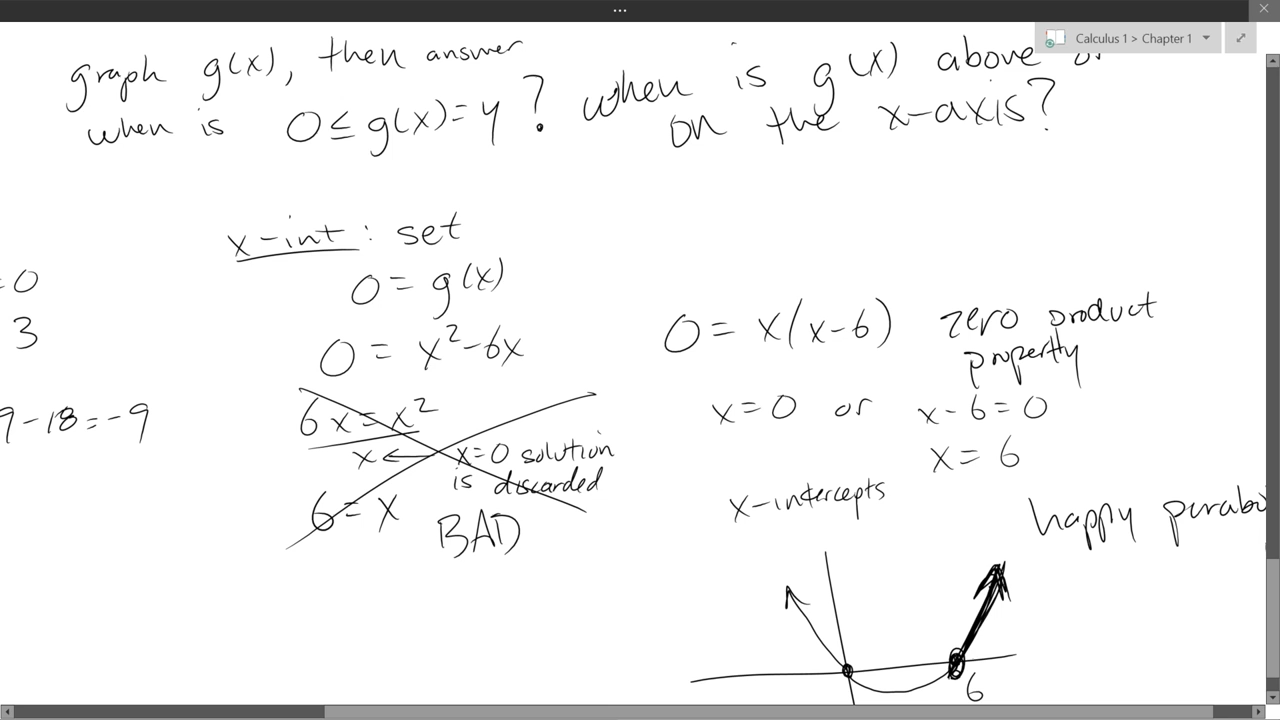 ...
Calculus 1 > Chapter 1
graph g(x), then answer
when is 0 ≤ g(x) = y ?
when is g(x) above
on the x-axis?
= 0
3
9 - 18 = - 9
x-int : set
0 = g(x)
0 = x² - 6x
6x = x²
x ← x = 0 solution
is discarded
6 = x
BAD
0 = x(x-6) zero product
property
x = 0 or x - 6 = 0
x = 6
x-intercepts
happy parabo
6